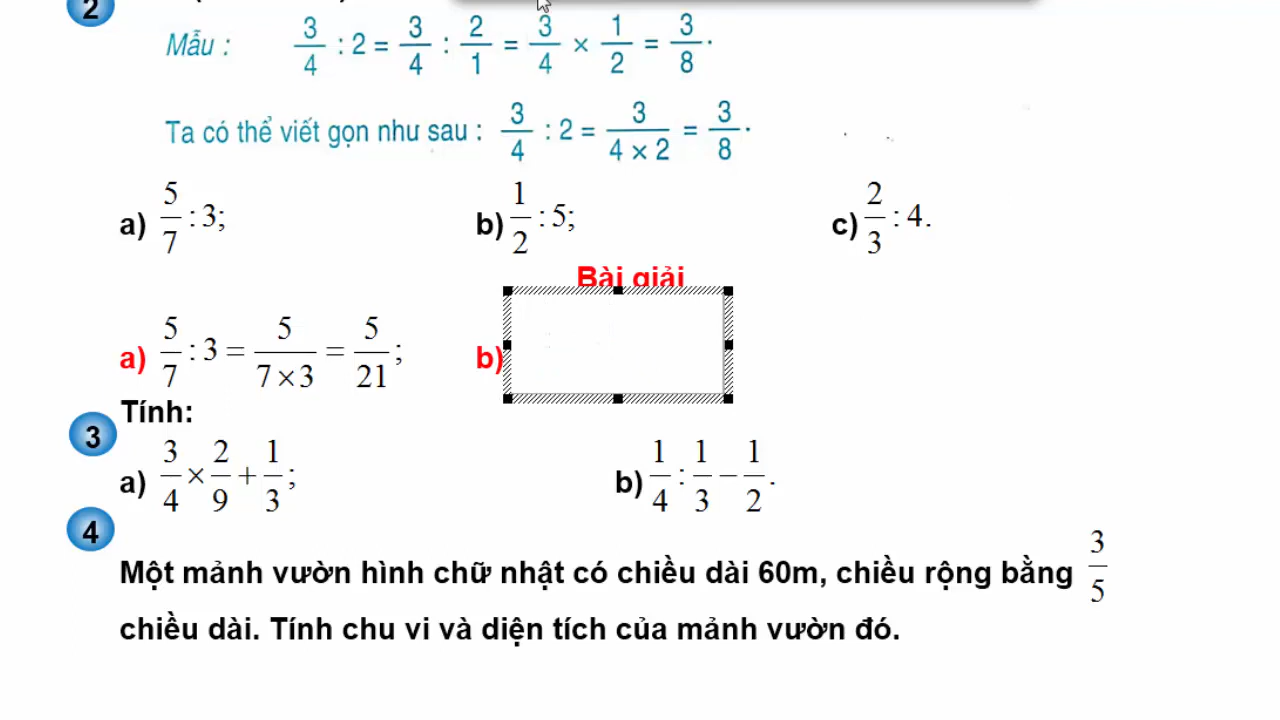 2
Mẫu : 3/4 : 2 = 3/4 : 2/1 = 3/4 × 1/2 = 3/8 .
Ta có thể viết gọn như sau : 3/4 : 2 = 3/(4 × 2) = 3/8 .
a) 5/7 : 3; b) 1/2 : 5; c) 2/3 : 4.
Bài giải
a) 5/7 : 3 = 5/(7 × 3) = 5/21 ; b)
3 Tính:
a) 3/4 × 2/9 + 1/3 ; b) 1/4 : 1/3 − 1/2 .
4
Một mảnh vườn hình chữ nhật có chiều dài 60m, chiều rộng bằng 3/5
chiều dài. Tính chu vi và diện tích của mảnh vườn đó.